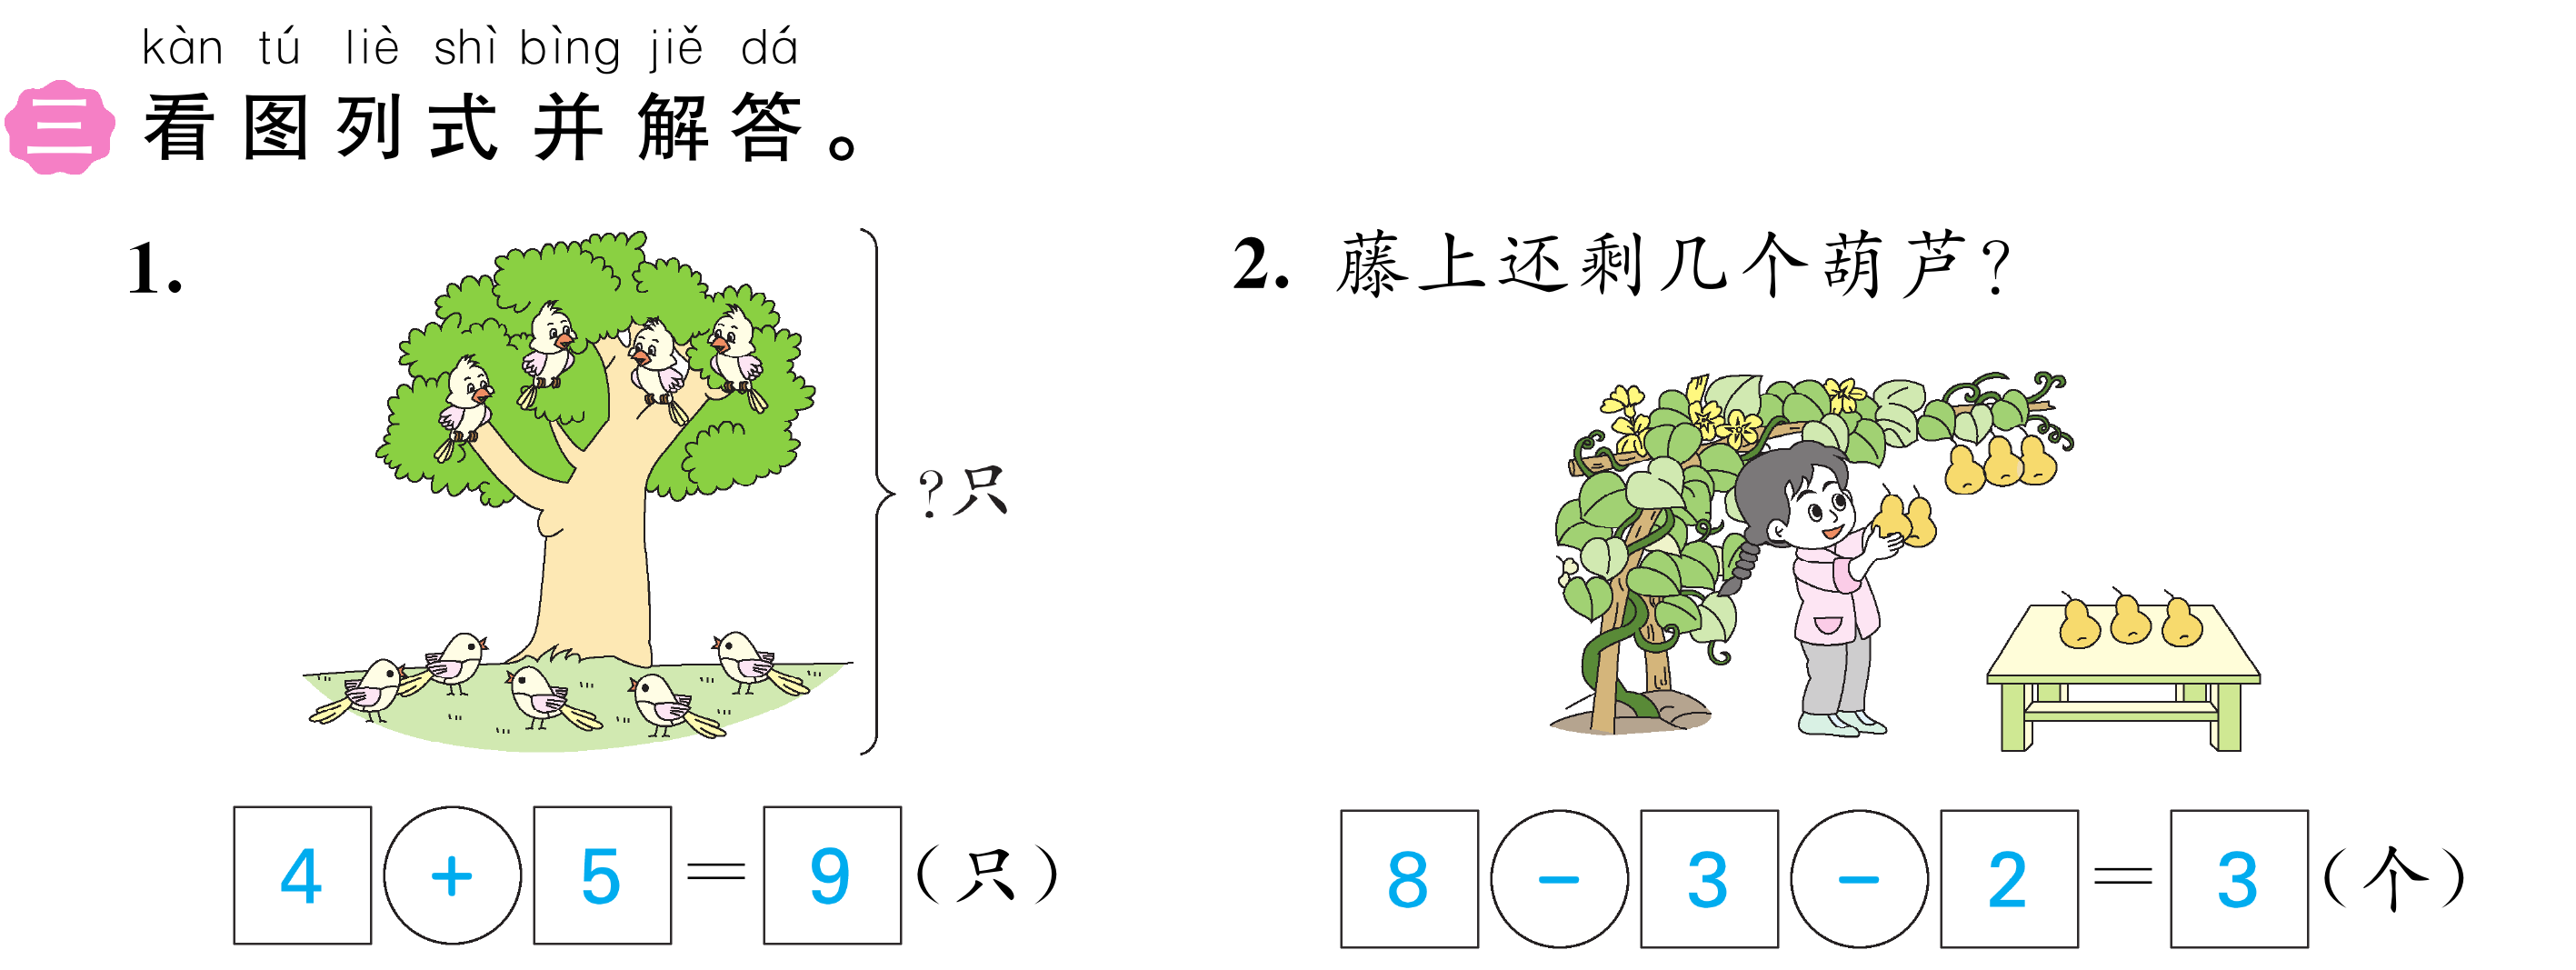 kàn tú liè shì bìng jiě dá
三 看图列式并解答。
1.
?只
4 + 5 = 9 (只)
2. 藤上还剩几个葫芦?
8 - 3 - 2 = 3 (个)